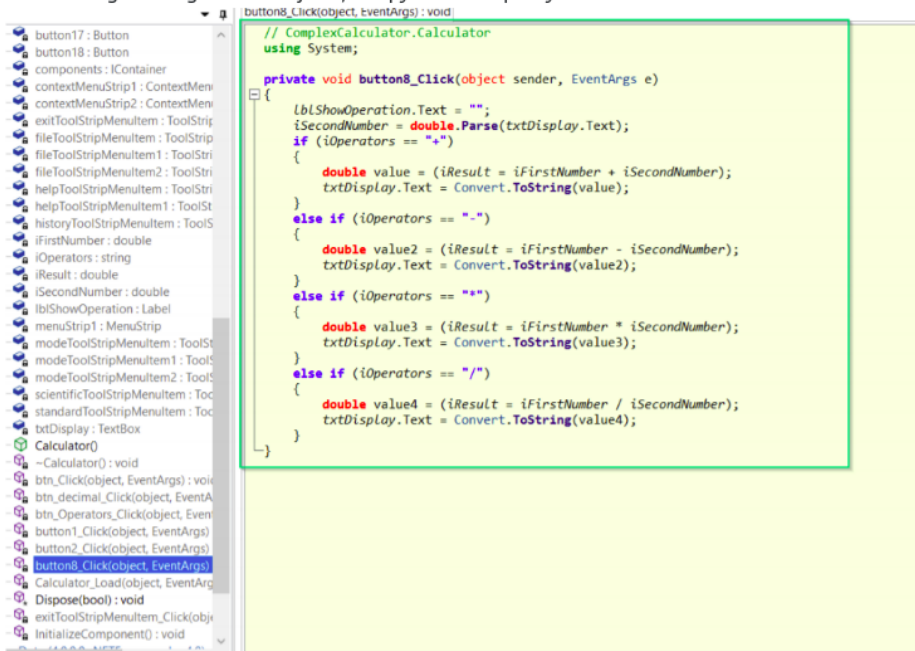 button8_Click(object, EventArgs) : void
button17 : Button
button18 : Button
components : IContainer
contextMenuStrip1 : ContextMen
contextMenuStrip2 : ContextMen
exitToolStripMenuItem : ToolStrip
fileToolStripMenuItem : ToolStrip
fileToolStripMenuItem1 : ToolStri
fileToolStripMenuItem2 : ToolStri
helpToolStripMenuItem : ToolStri
helpToolStripMenuItem1 : ToolSt
historyToolStripMenuItem : ToolS
iFirstNumber : double
iOperators : string
iResult : double
iSecondNumber : double
lblShowOperation : Label
menuStrip1 : MenuStrip
modeToolStripMenuItem : ToolSt
modeToolStripMenuItem1 : ToolS
modeToolStripMenuItem2 : ToolS
scientificToolStripMenuItem : Too
standardToolStripMenuItem : Too
txtDisplay : TextBox
Calculator()
~Calculator() : void
btn_Click(object, EventArgs) : voi
btn_decimal_Click(object, EventA
btn_Operators_Click(object, Even
button1_Click(object, EventArgs)
button2_Click(object, EventArgs)
button8_Click(object, EventArgs)
Calculator_Load(object, EventArg
Dispose(bool) : void
exitToolStripMenuItem_Click(obj
InitializeComponent() : void
// ComplexCalculator.Calculator
using System;
private void button8_Click(object sender, EventArgs e)
{
lblShowOperation.Text = "";
iSecondNumber = double.Parse(txtDisplay.Text);
if (iOperators == "+")
{
double value = (iResult = iFirstNumber + iSecondNumber);
txtDisplay.Text = Convert.ToString(value);
}
else if (iOperators == "-")
{
double value2 = (iResult = iFirstNumber - iSecondNumber);
txtDisplay.Text = Convert.ToString(value2);
}
else if (iOperators == "*")
{
double value3 = (iResult = iFirstNumber * iSecondNumber);
txtDisplay.Text = Convert.ToString(value3);
}
else if (iOperators == "/")
{
double value4 = (iResult = iFirstNumber / iSecondNumber);
txtDisplay.Text = Convert.ToString(value4);
}
}